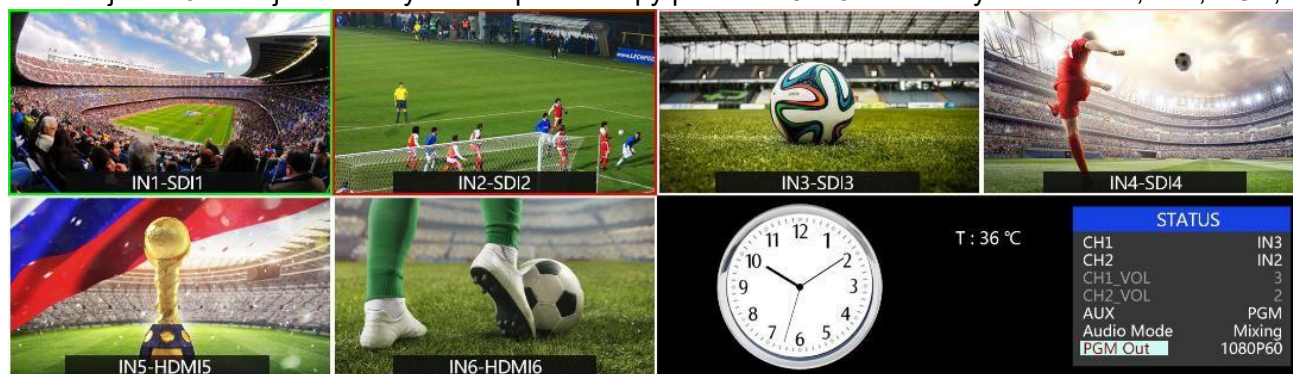 IN1-SDI1
IN2-SDI2
IN3-SDI3
IN4-SDI4
IN5-HDMI5
IN6-HDMI6
12
1
2
3
4
5
6
7
8
9
10
11
T : 36 ℃
STATUS
CH1 IN3
CH2 IN2
CH1_VOL 3
CH2_VOL 2
AUX PGM
Audio Mode Mixing
PGM Out 1080P60